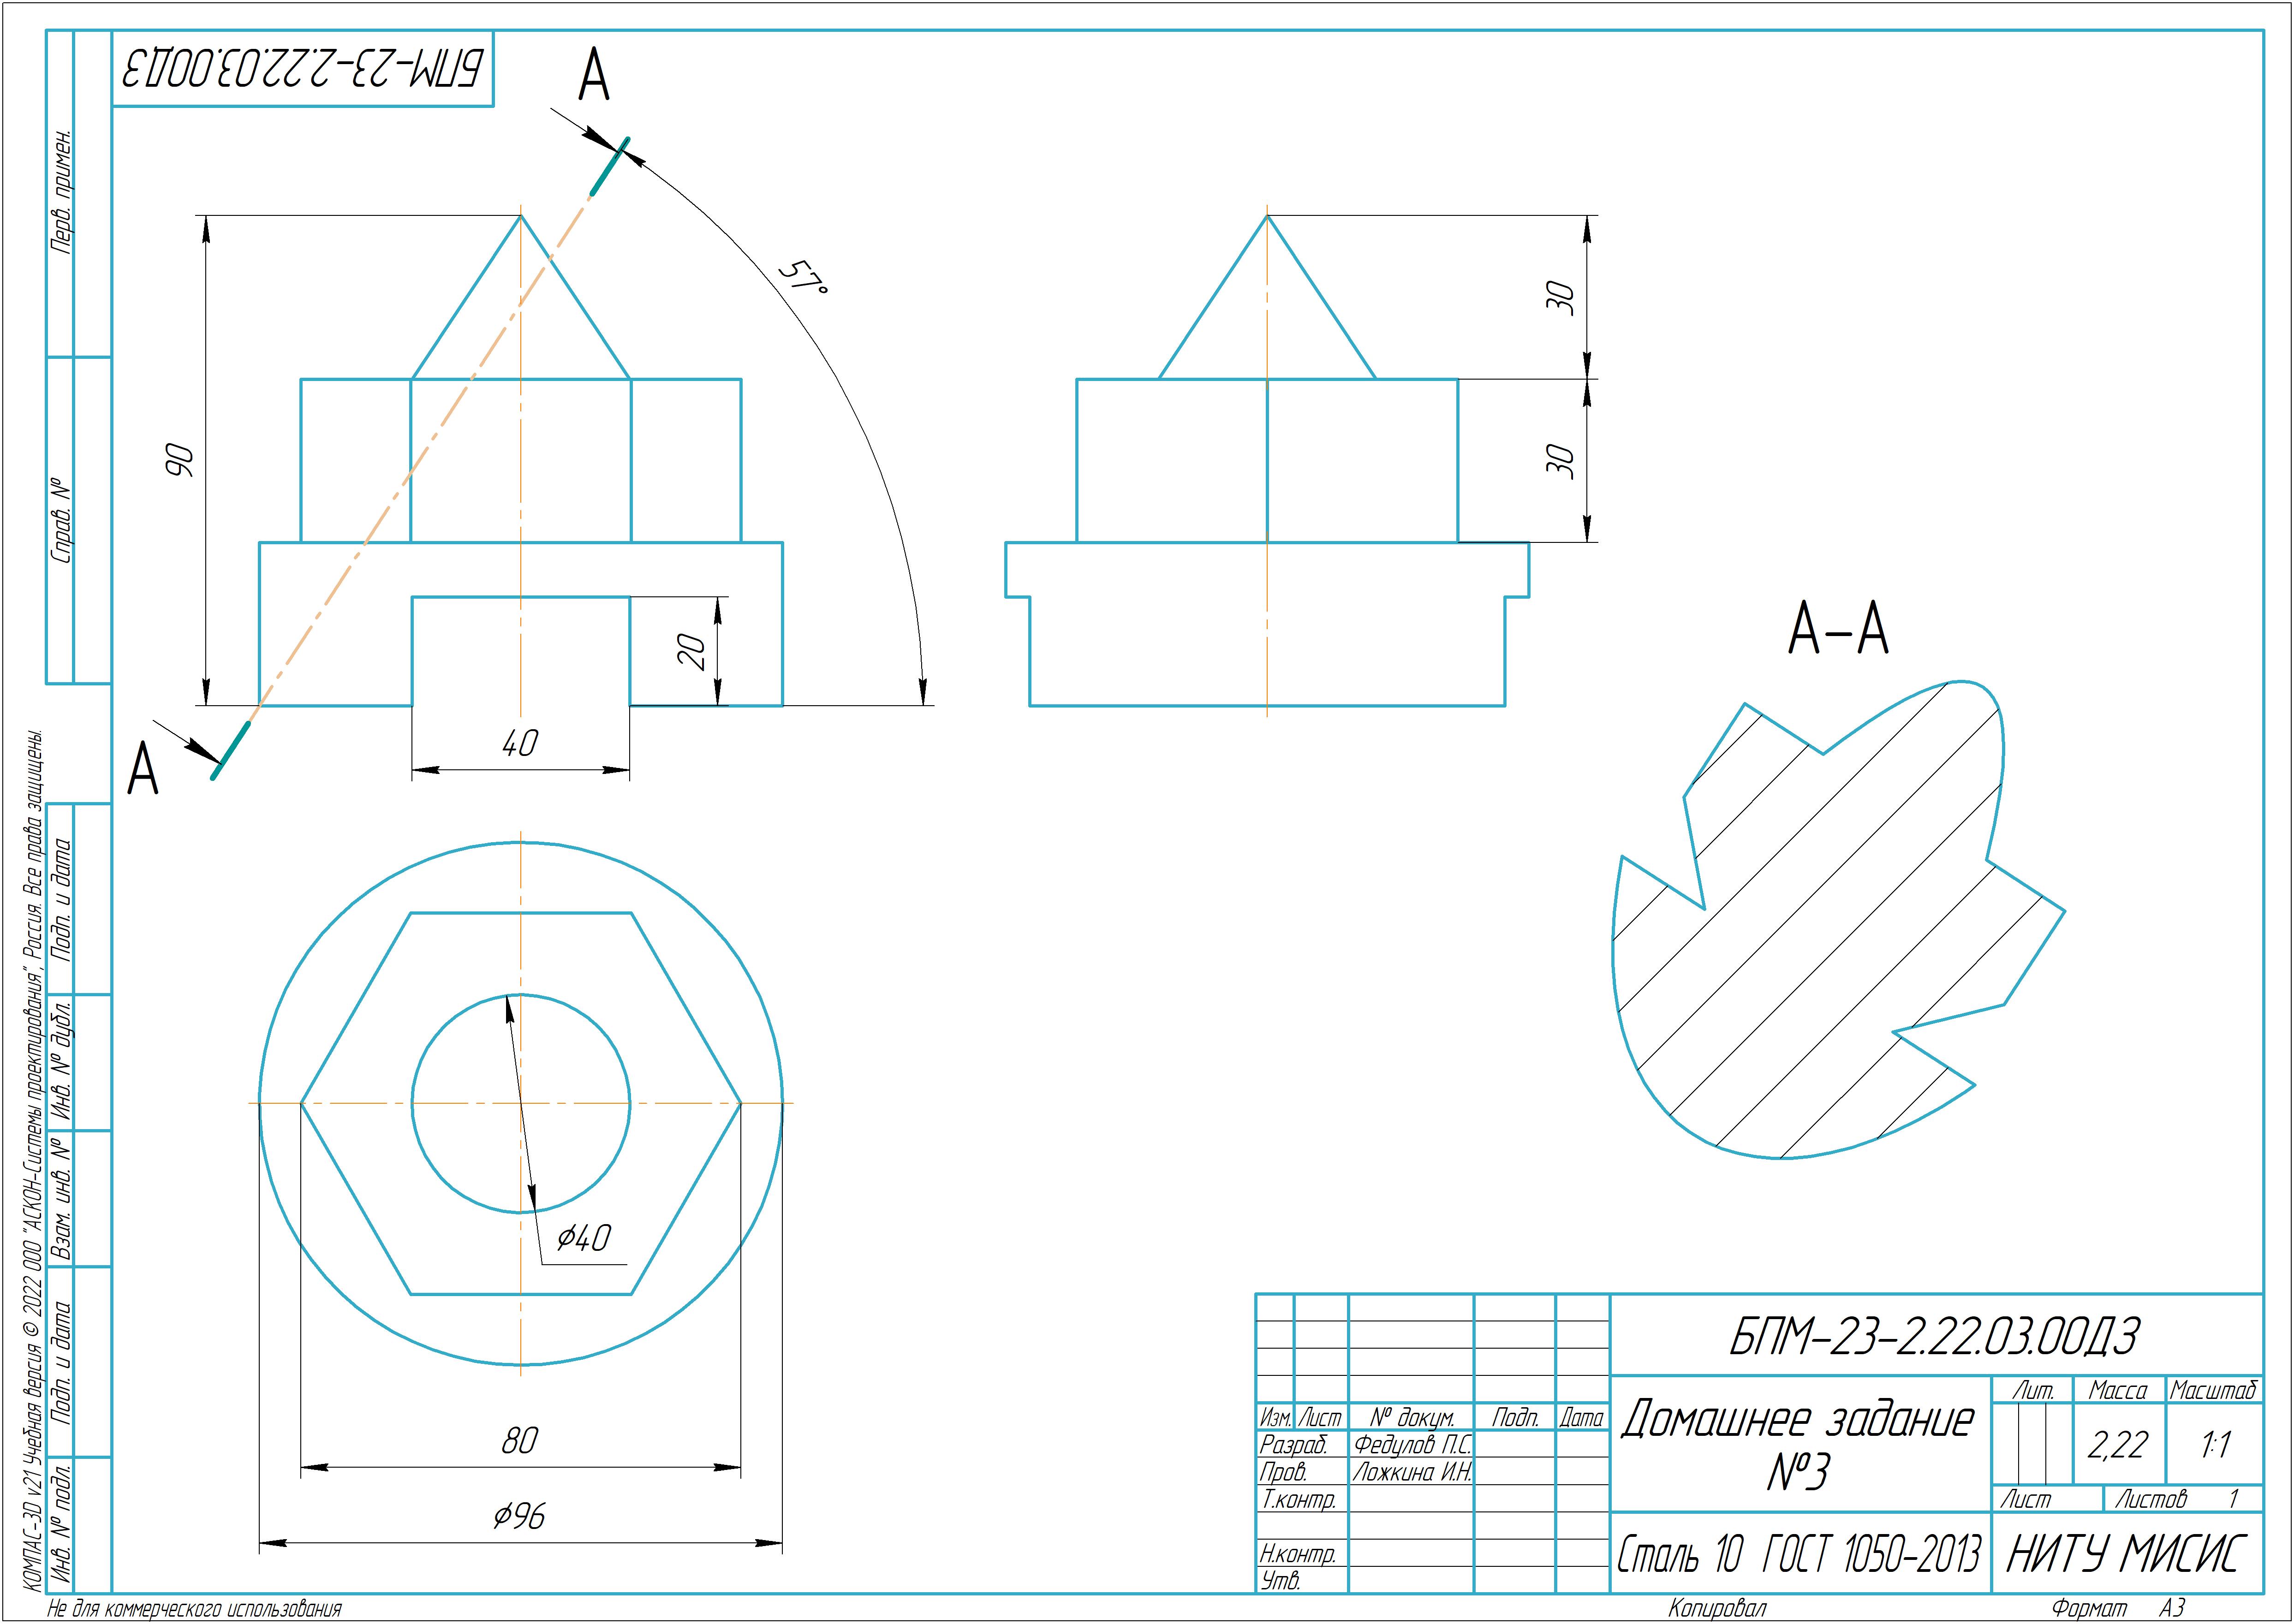 БПМ-23-2.22.03.00ДЗ
А
57°
90
30
30
20
40
А
А-А
⌀40
80
⌀96
Перв. примен.
Справ. №
Подп. и дата
Инв. № дубл.
Взам. инв. №
Подп. и дата
Инв. № подл.
КОМПАС-3D v21 Учебная версия © 2022 ООО "АСКОН-Системы проектирования", Россия. Все права защищены.
БПМ-23-2.22.03.00ДЗ
Изм. Лист № докум. Подп. Дата
Разраб. Федулов П.С.
Пров. Ложкина И.Н.
Т.контр.
Н.контр.
Утв.
Домашнее задание
№3
Лит. Масса Масштаб
2,22 1:1
Лист Листов 1
Сталь 10 ГОСТ 1050-2013
НИТУ МИСИС
Не для коммерческого использования
Копировал
Формат А3